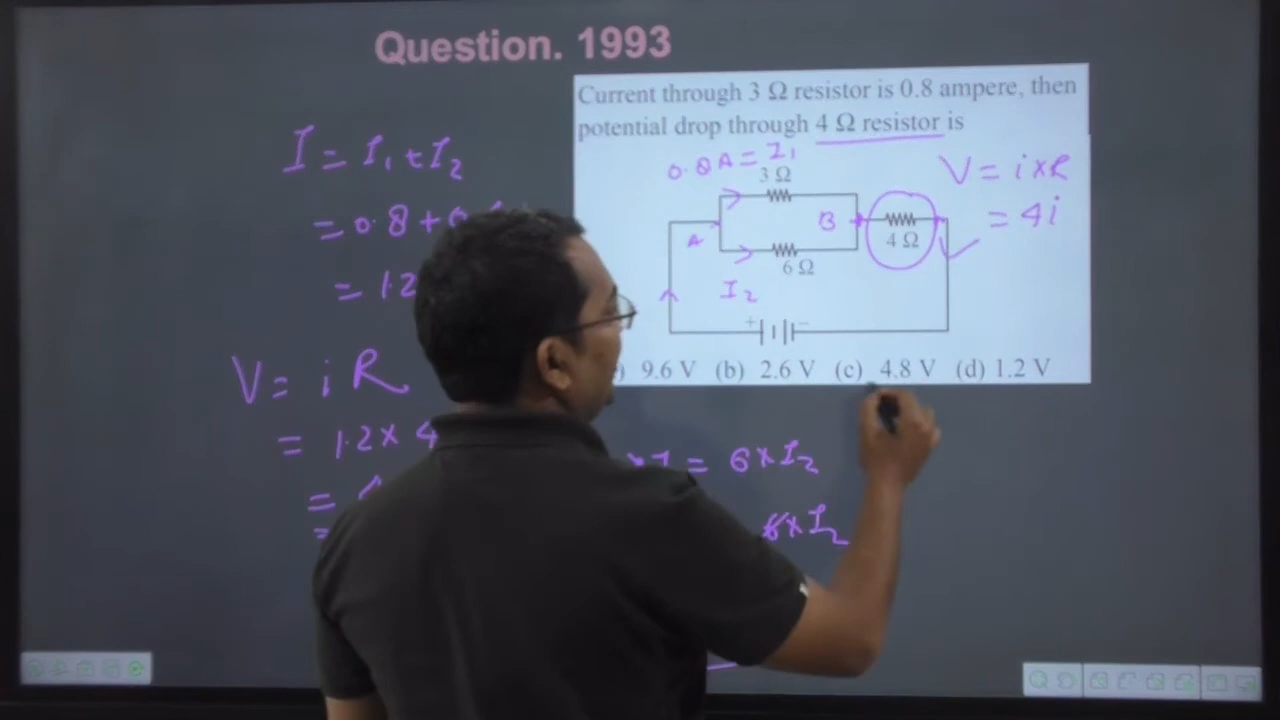 Question. 1993
Current through 3 Ω resistor is 0.8 ampere, then
potential drop through 4 Ω resistor is
0.8A = I₁
3 Ω
V = i×R
= 4i
A
B
4 Ω
6 Ω
I₂
+ −
9.6 V (b) 2.6 V (c) 4.8 V (d) 1.2 V
I = I₁ + I₂
= 0.8 +
= 1.2
V = i R
= 1.2 × 4
=
=
= 6 × I₂
6 × I₂